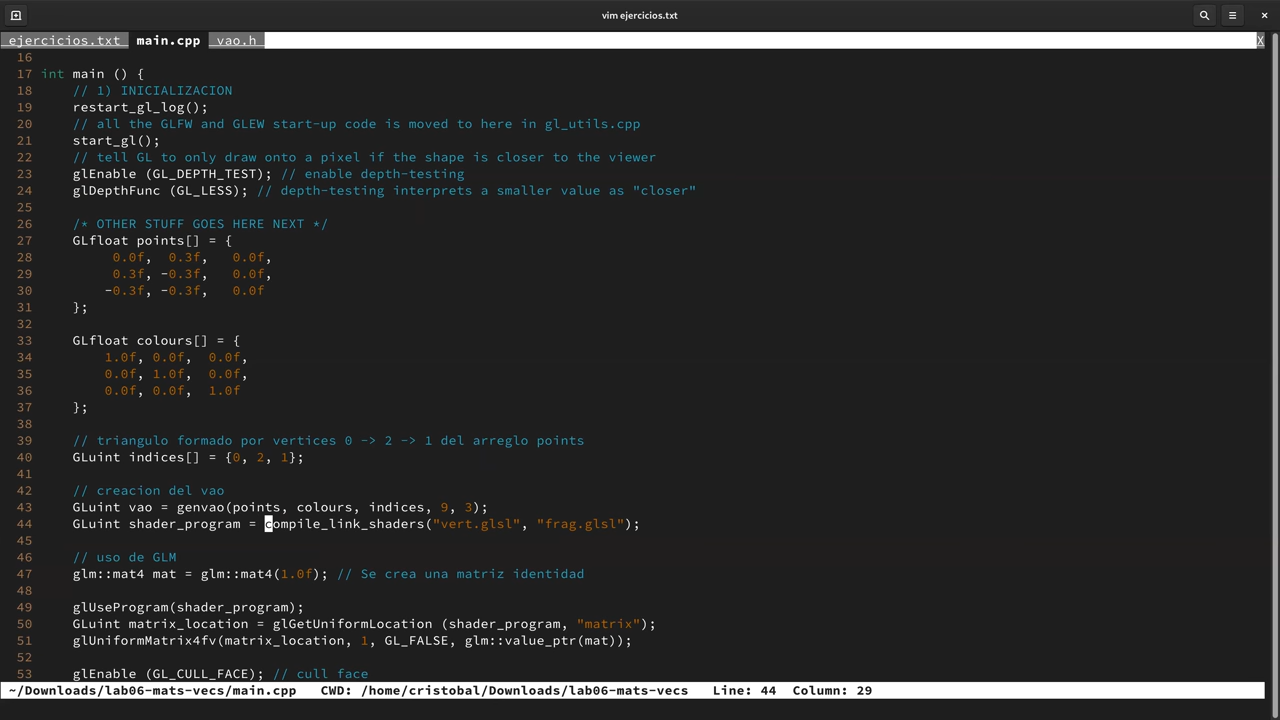 vim ejercicios.txt
ejercicios.txt main.cpp vao.h X
16
17 int main () {
18     // 1) INICIALIZACION
19     restart_gl_log();
20     // all the GLFW and GLEW start-up code is moved to here in gl_utils.cpp
21     start_gl();
22     // tell GL to only draw onto a pixel if the shape is closer to the viewer
23     glEnable (GL_DEPTH_TEST); // enable depth-testing
24     glDepthFunc (GL_LESS); // depth-testing interprets a smaller value as "closer"
25
26     /* OTHER STUFF GOES HERE NEXT */
27     GLfloat points[] = {
28          0.0f,  0.3f,   0.0f,
29          0.3f, -0.3f,   0.0f,
30         -0.3f, -0.3f,   0.0f
31     };
32
33     GLfloat colours[] = {
34         1.0f, 0.0f,  0.0f,
35         0.0f, 1.0f,  0.0f,
36         0.0f, 0.0f,  1.0f
37     };
38
39     // triangulo formado por vertices 0 -> 2 -> 1 del arreglo points
40     GLuint indices[] = {0, 2, 1};
41
42     // creacion del vao
43     GLuint vao = genvao(points, colours, indices, 9, 3);
44     GLuint shader_program = compile_link_shaders("vert.glsl", "frag.glsl");
45
46     // uso de GLM
47     glm::mat4 mat = glm::mat4(1.0f); // Se crea una matriz identidad
48
49     glUseProgram(shader_program);
50     GLuint matrix_location = glGetUniformLocation (shader_program, "matrix");
51     glUniformMatrix4fv(matrix_location, 1, GL_FALSE, glm::value_ptr(mat));
52
53     glEnable (GL_CULL_FACE); // cull face
~/Downloads/lab06-mats-vecs/main.cpp   CWD: /home/cristobal/Downloads/lab06-mats-vecs   Line: 44  Column: 29